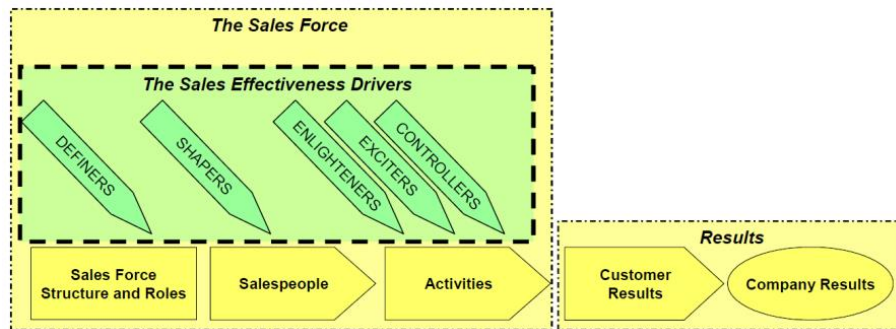 The Sales Force
The Sales Effectiveness Drivers
DEFINERS
SHAPERS
ENLIGHTENERS
EXCITERS
CONTROLLERS
Sales Force
Structure and Roles
Salespeople
Activities
Results
Customer
Results
Company Results